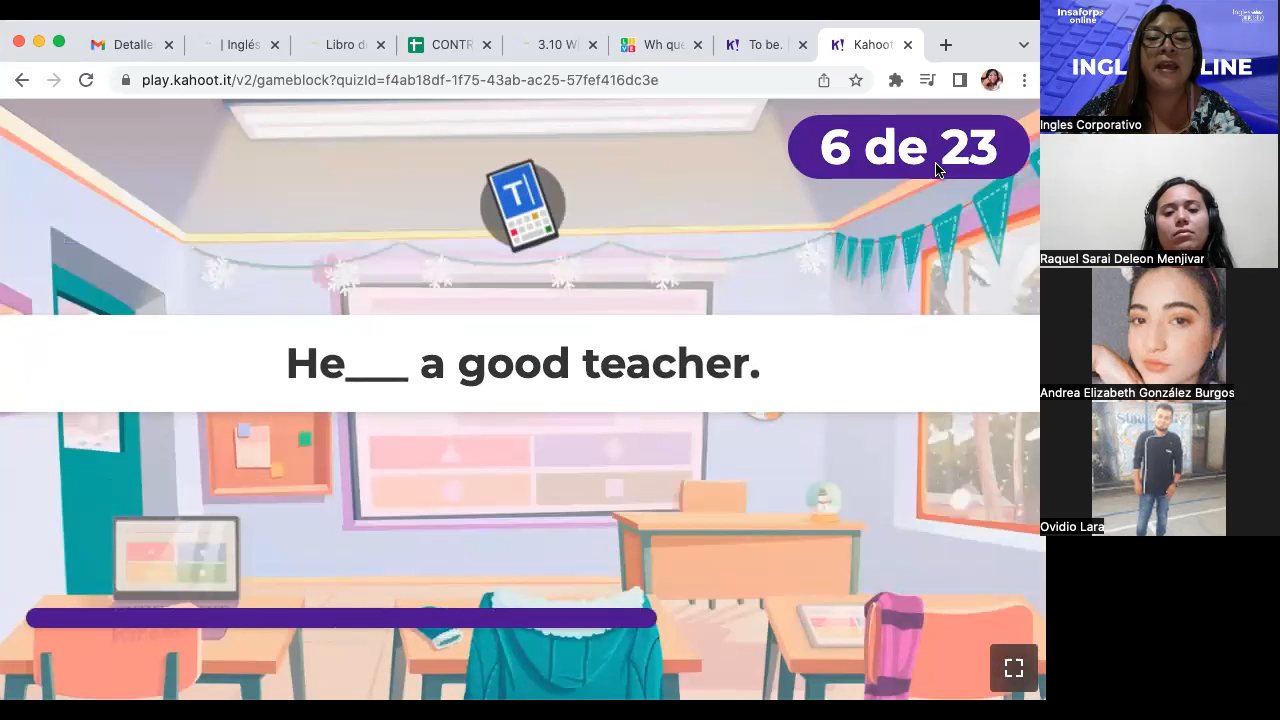 Detalle
| Inglés
Libro d
CONTR
3.10 W
Wh que
To be.
Kahoot
play.kahoot.it/v2/gameblock?quizId=f4ab18df-1f75-43ab-ac25-57fef416dc3e
6 de 23
T
He___ a good teacher.
Insaforp
online
INGL LINE
Ingles Corporativo
Raquel Sarai Deleon Menjivar
Andrea Elizabeth González Burgos
Ovidio Lara